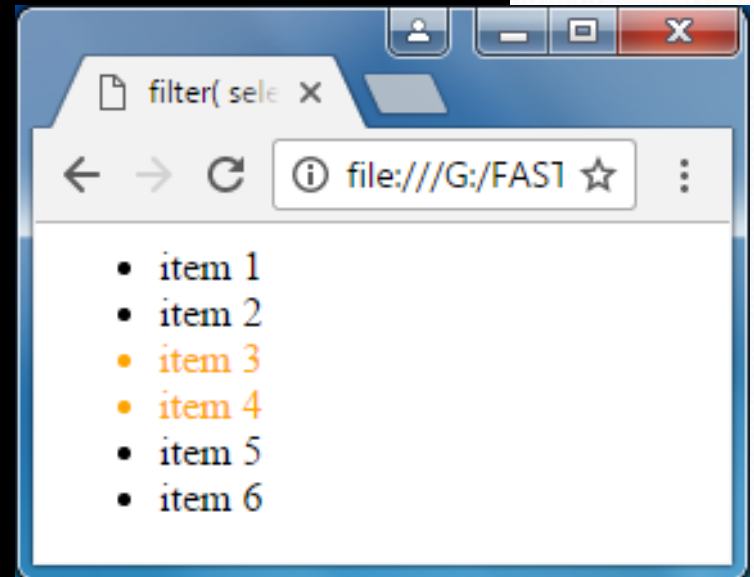 filter( sele
file:///G:/FAST
item 1
item 2
item 3
item 4
item 5
item 6